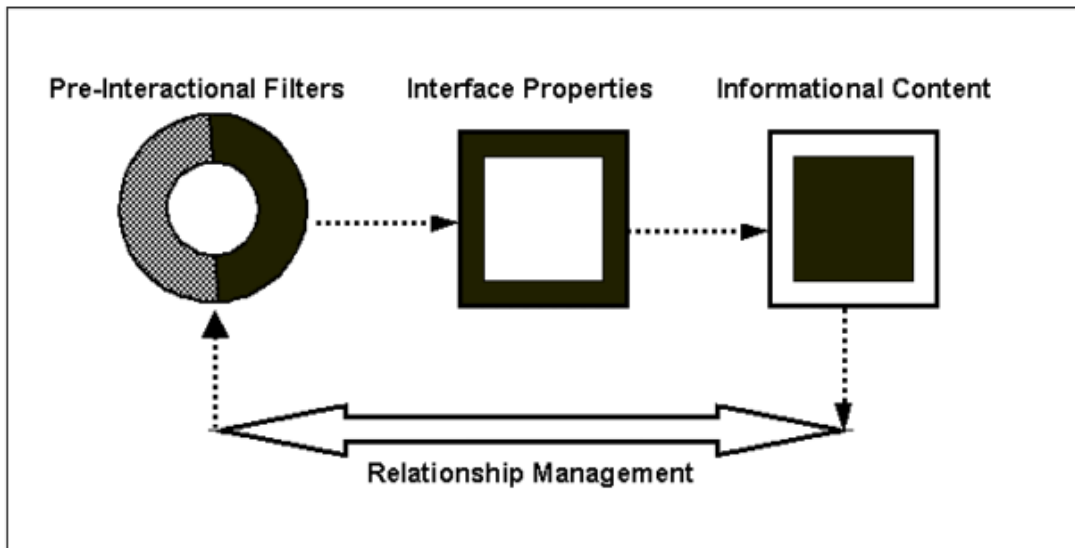 Pre-Interactional Filters
Interface Properties
Informational Content
Relationship Management